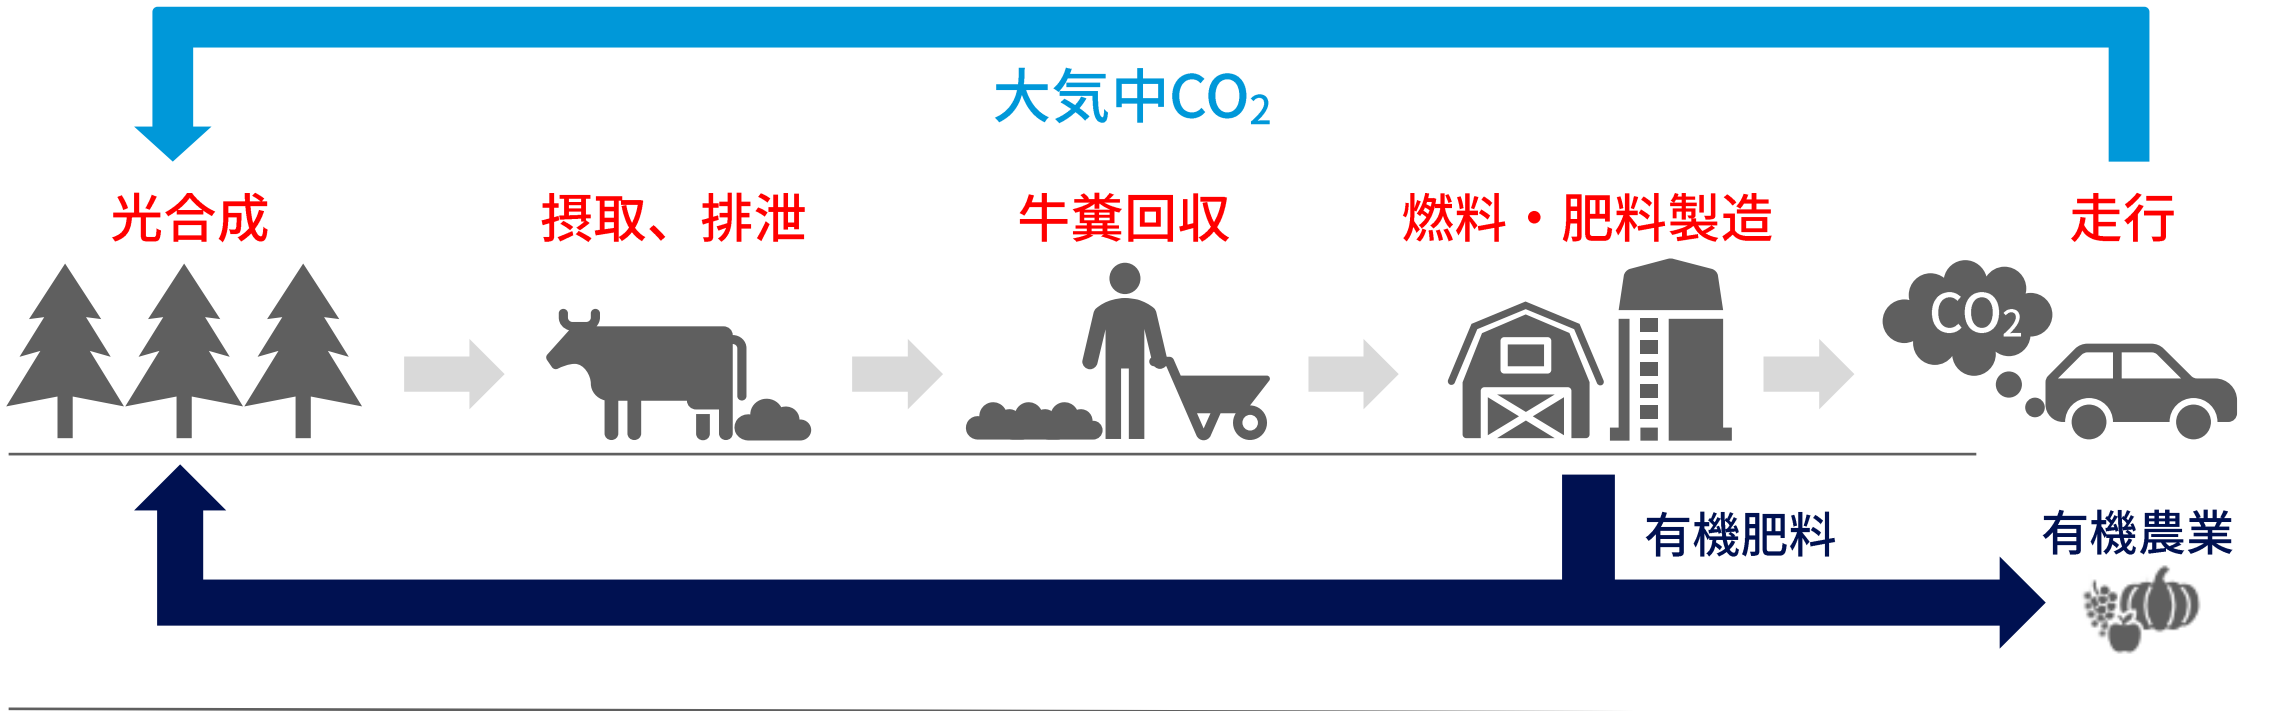 大気中CO₂
光合成
摂取、排泄
牛糞回収
燃料・肥料製造
走行
CO₂
有機肥料
有機農業